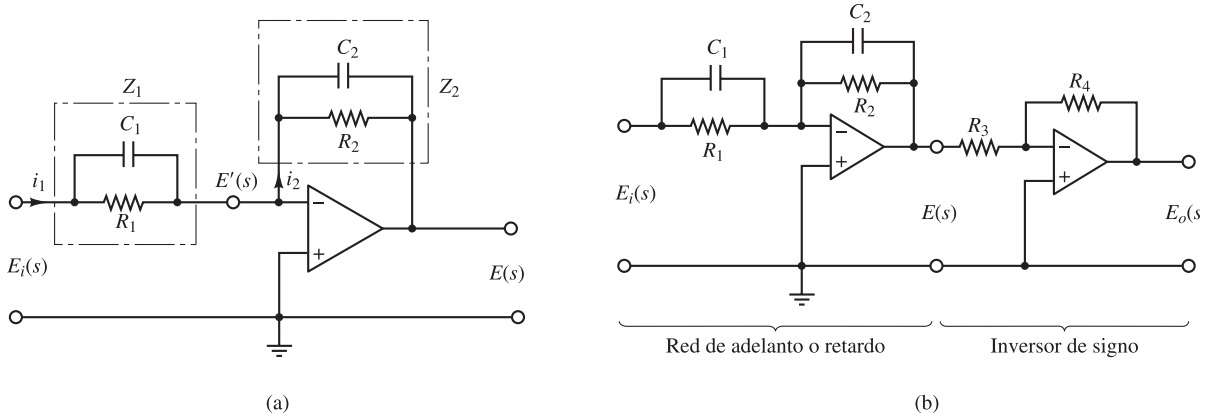 Z₁
C₁
R₁
i₁
E′(s)
i₂
C₂
R₂
Z₂
−
+
Eᵢ(s)
E(s)
(a)
C₁
R₁
C₂
R₂
−
+
R₃
R₄
−
+
Eᵢ(s)
E(s)
Eₒ(s
Red de adelanto o retardo
Inversor de signo
(b)